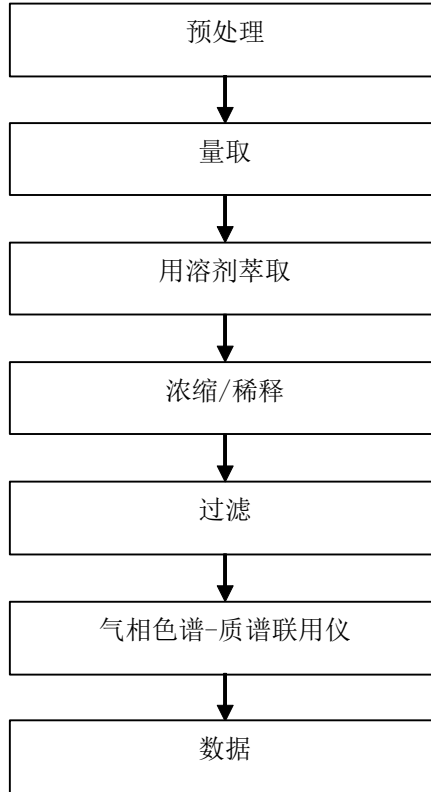 预处理
量取
用溶剂萃取
浓缩/稀释
过滤
气相色谱-质谱联用仪
数据